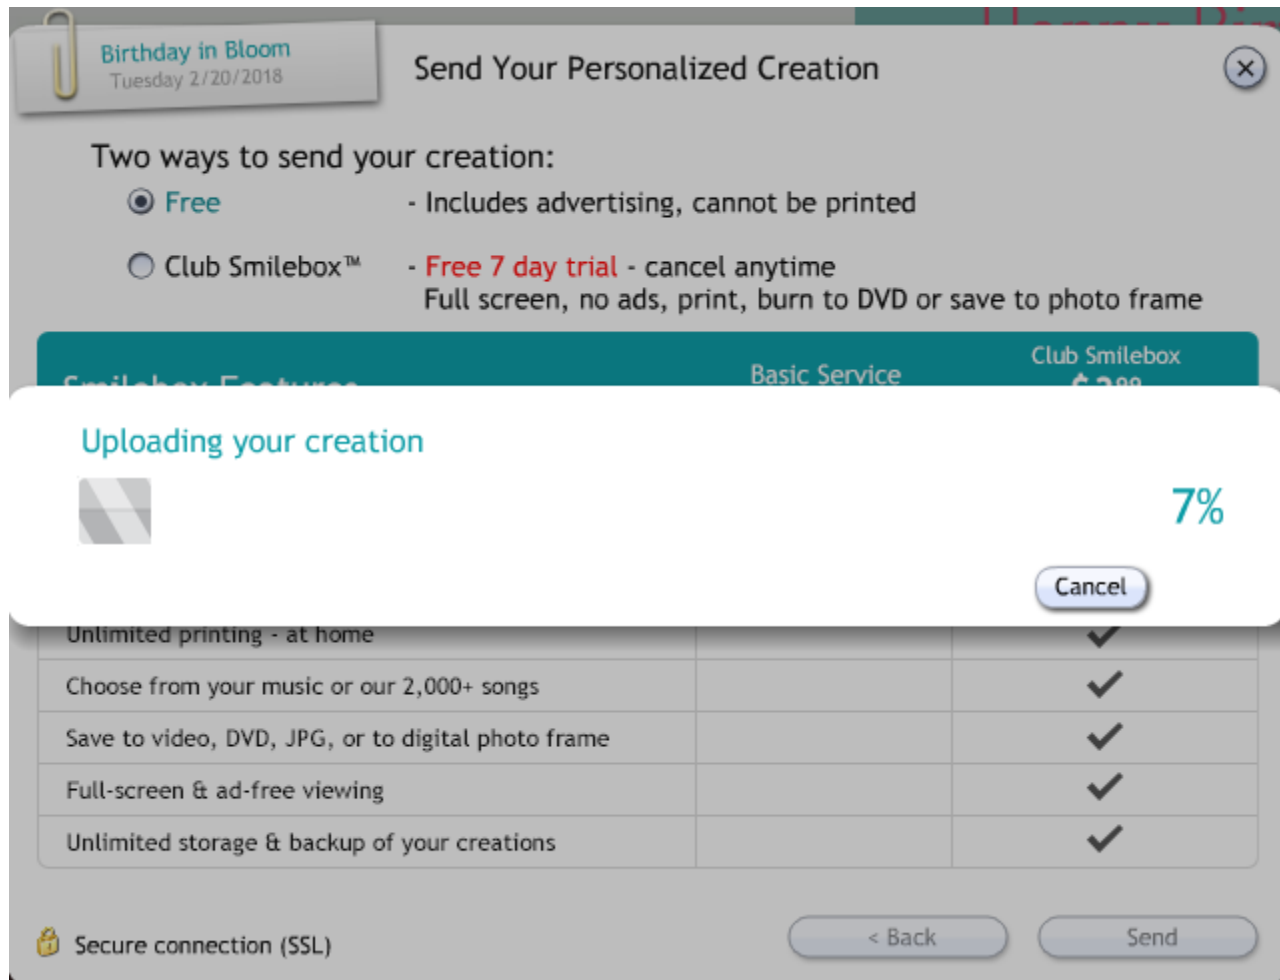 Birthday in Bloom
Tuesday 2/20/2018
Send Your Personalized Creation
Two ways to send your creation:
Free - Includes advertising, cannot be printed
Club Smilebox™ - Free 7 day trial - cancel anytime
Full screen, no ads, print, burn to DVD or save to photo frame
Club Smilebox
Smilebox Features Basic Service
Uploading your creation
7%
Cancel
Unlimited printing - at home
Choose from your music or our 2,000+ songs
Save to video, DVD, JPG, or to digital photo frame
Full-screen & ad-free viewing
Unlimited storage & backup of your creations
Secure connection (SSL)
< Back
Send